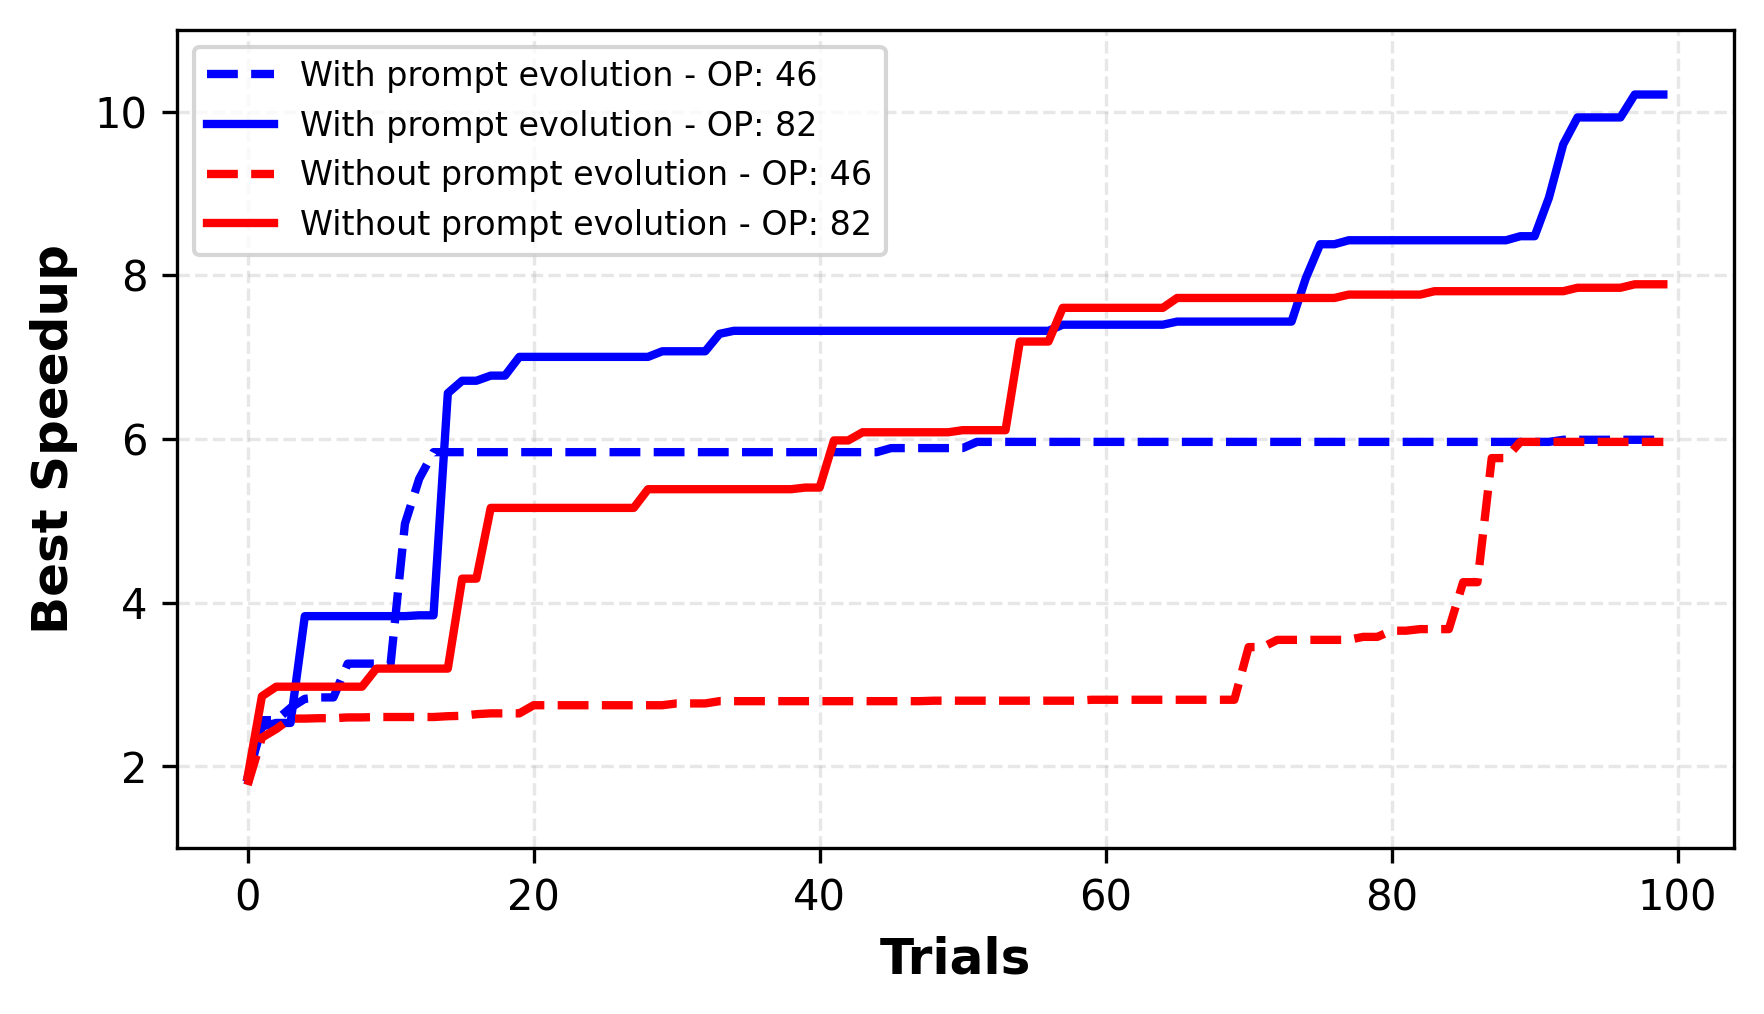 With prompt evolution - OP: 46
With prompt evolution - OP: 82
Without prompt evolution - OP: 46
Without prompt evolution - OP: 82
Best Speedup
10
8
6
4
2
0 20 40 60 80 100
Trials